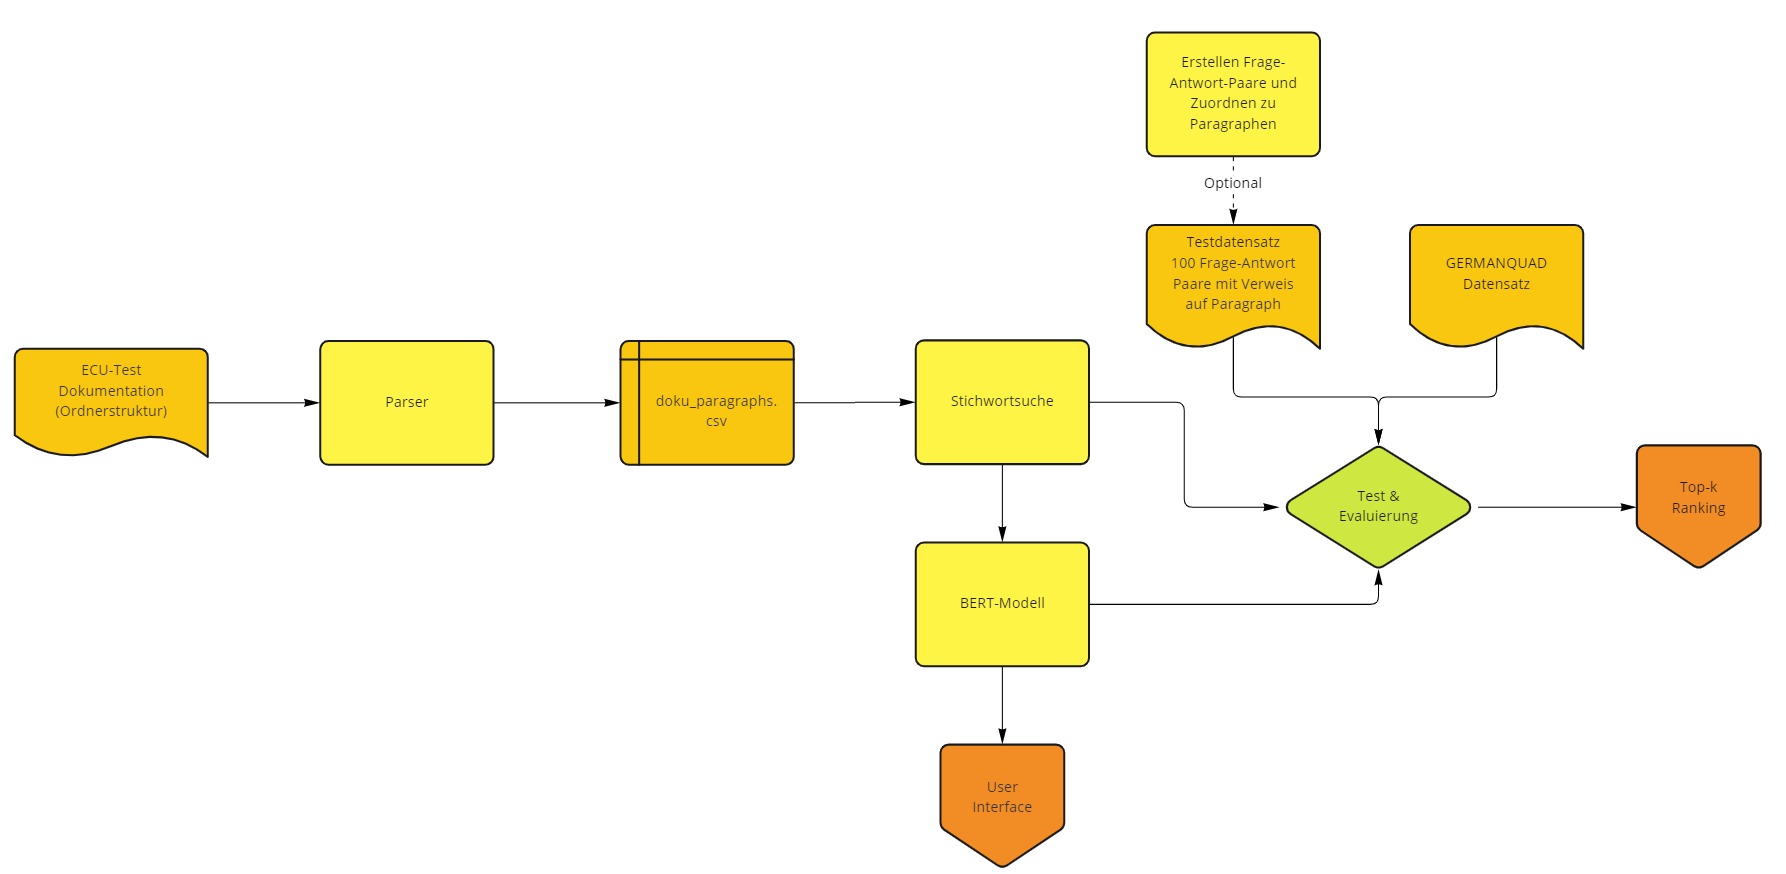 Erstellen Frage-
Antwort-Paare und
Zuordnen zu
Paragraphen
Optional
Testdatensatz
100 Frage-Antwort
Paare mit Verweis
auf Paragraph
GERMANQUAD
Datensatz
ECU-Test
Dokumentation
(Ordnerstruktur)
Parser
doku_paragraphs.
csv
Stichwortsuche
Test &
Evaluierung
Top-k
Ranking
BERT-Modell
User
Interface